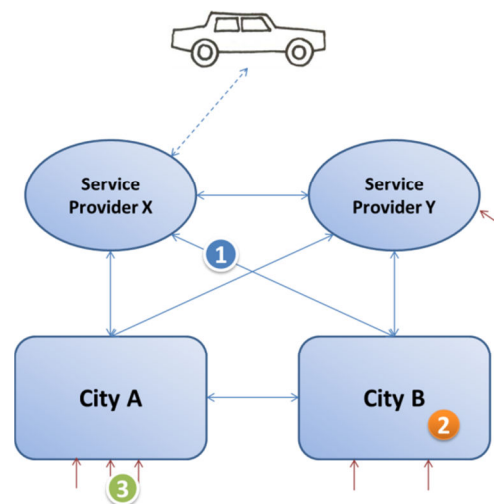 Service
Provider X
Service
Provider Y
1
City A
City B
2
3